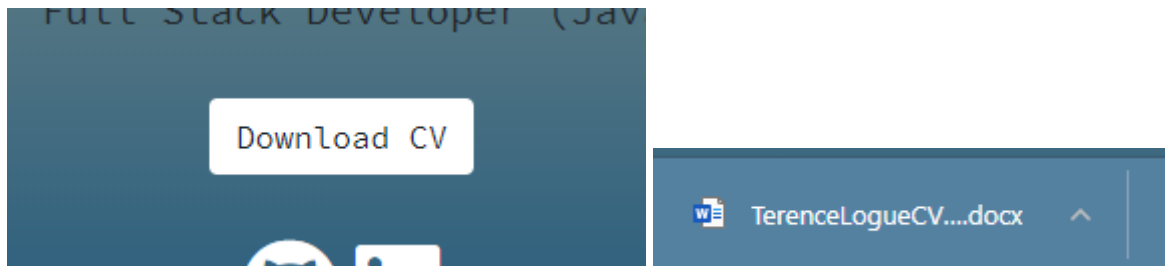 Full Stack Developer (Jav
Download CV
TerenceLogueCV....docx